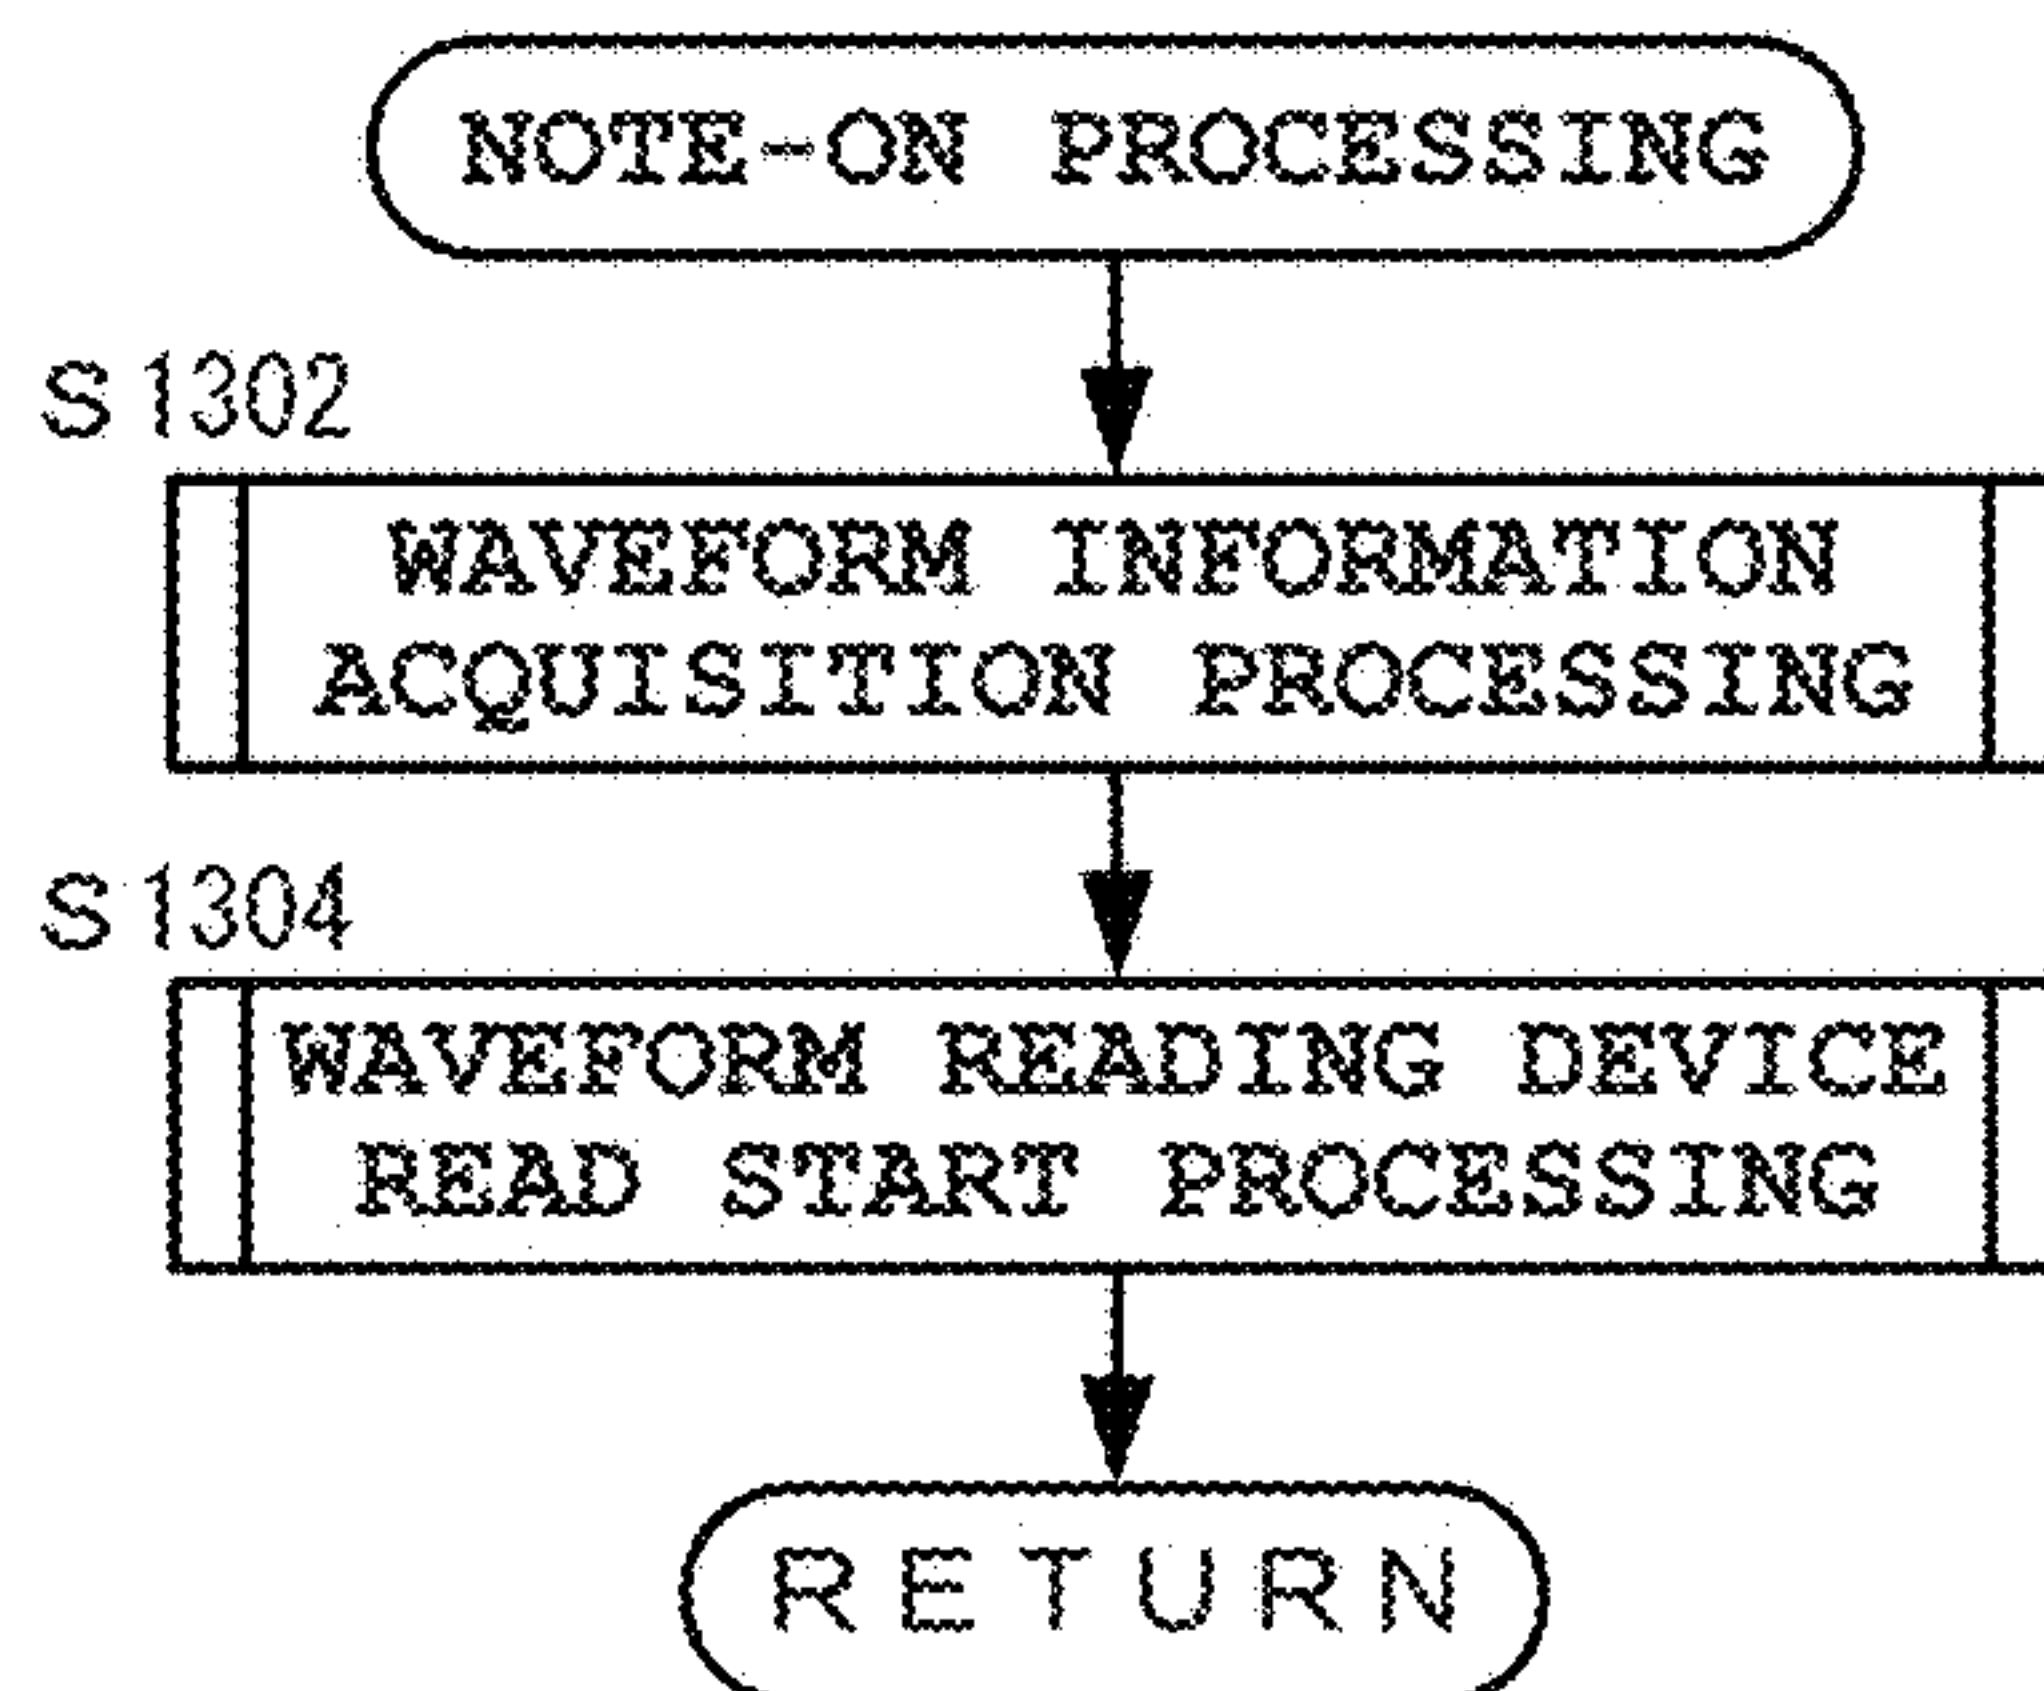 NOTE-ON PROCESSING
S1302
WAVEFORM INFORMATION
ACQUISITION PROCESSING
S1304
WAVEFORM READING DEVICE
READ START PROCESSING
RETURN